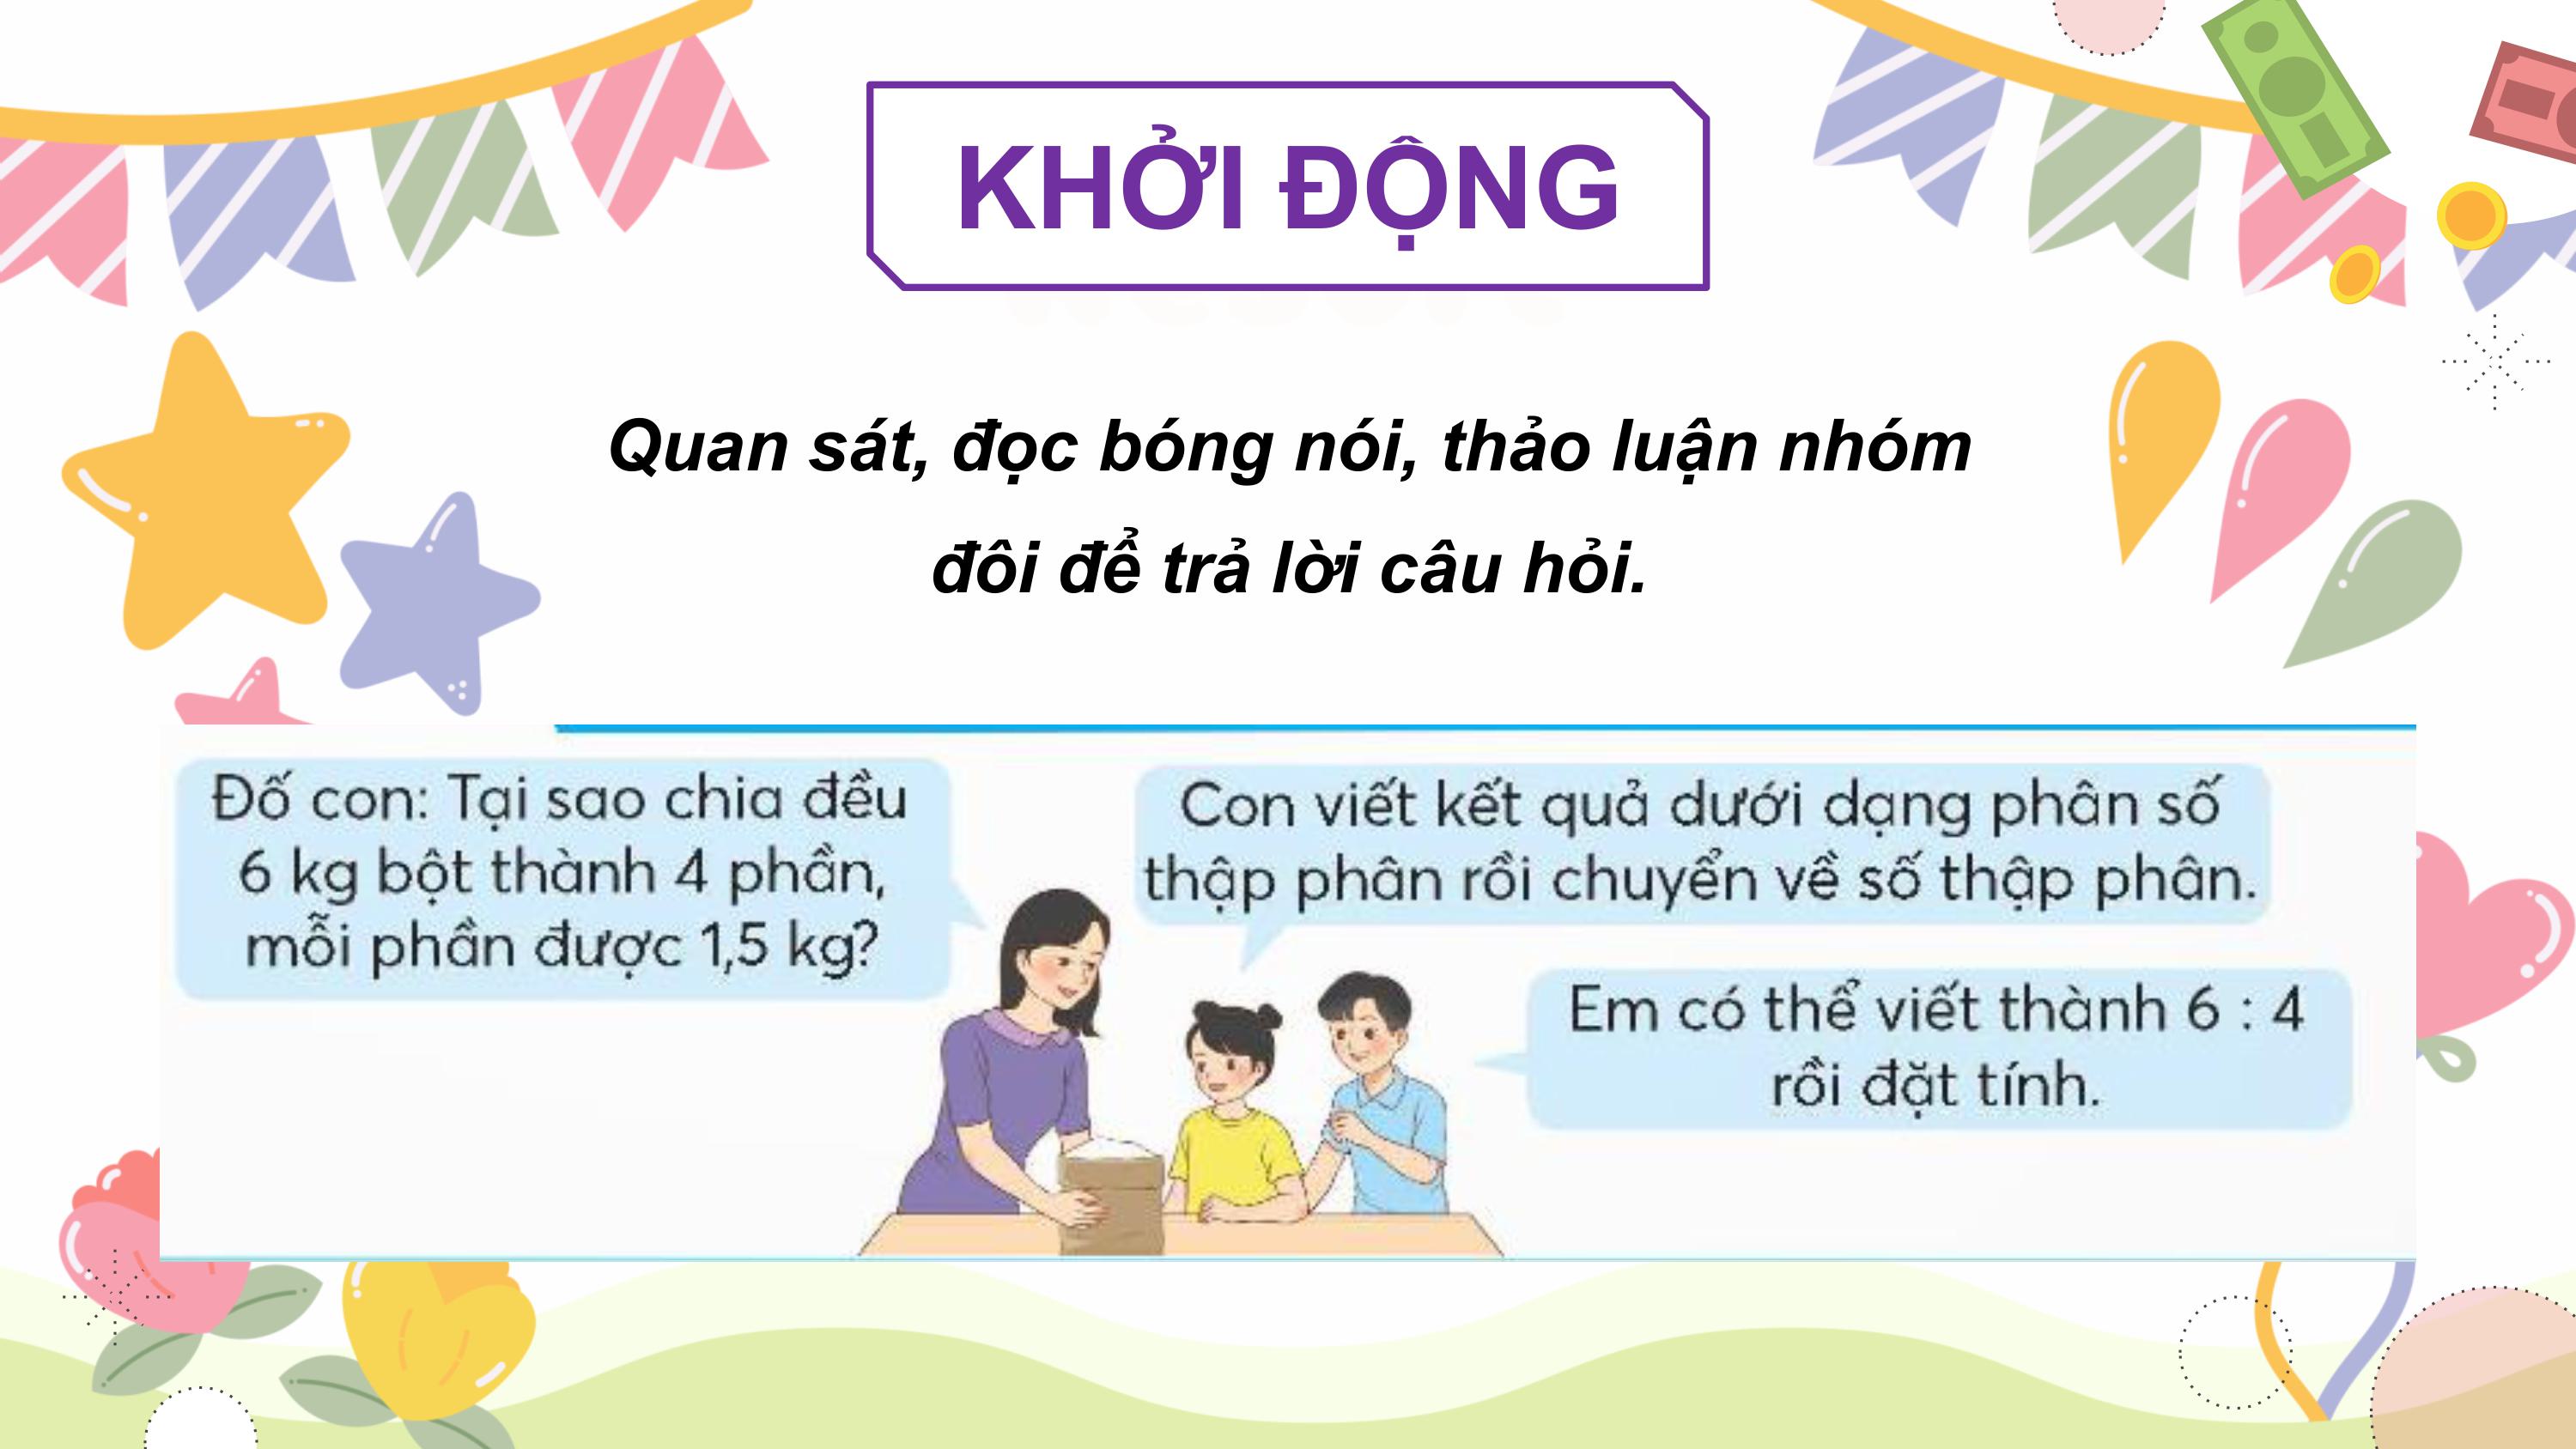 KHỞI ĐỘNG
Quan sát, đọc bóng nói, thảo luận nhóm
đôi để trả lời câu hỏi.
Đố con: Tại sao chia đều
6 kg bột thành 4 phần,
mỗi phần được 1,5 kg?
Con viết kết quả dưới dạng phân số
thập phân rồi chuyển về số thập phân.
Em có thể viết thành 6 : 4
rồi đặt tính.